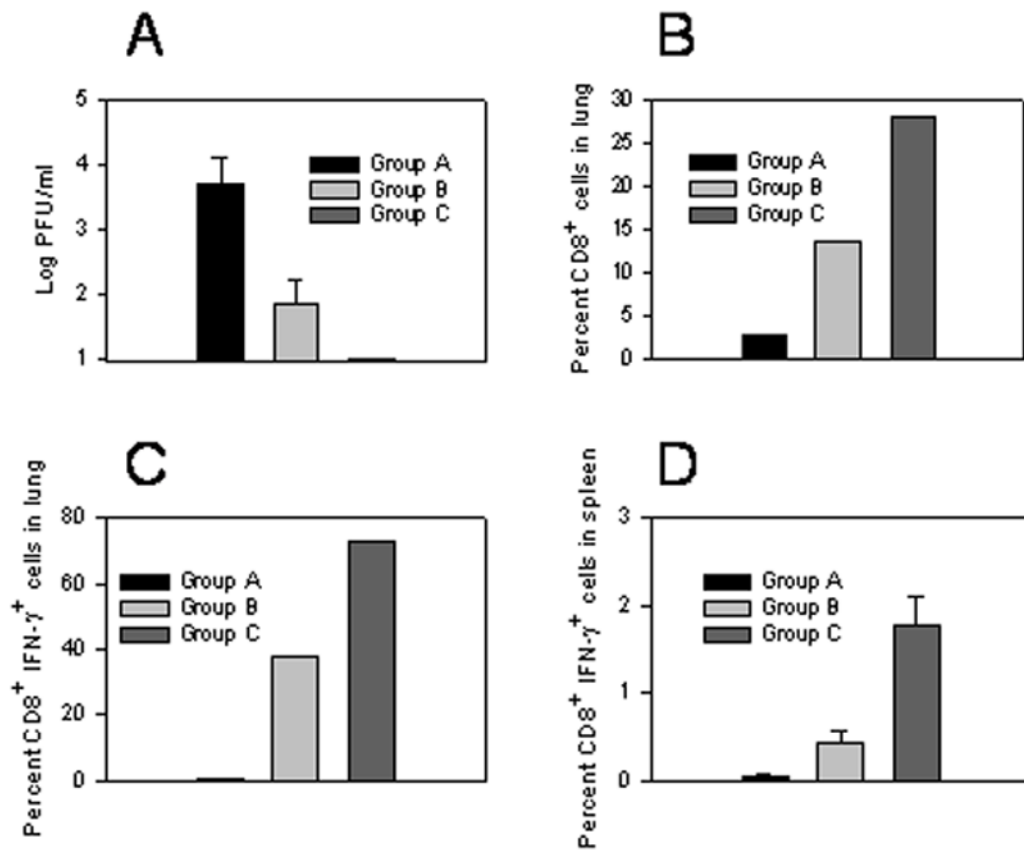 A
Log PFU/ml
5
4
3
2
1
Group A
Group B
Group C
B
Percent CD8⁺ cells in lung
30
25
20
15
10
5
0
Group A
Group B
Group C
C
Percent CD8⁺ IFN-γ⁺ cells in lung
80
60
40
20
0
Group A
Group B
Group C
D
Percent CD8⁺ IFN-γ⁺ cells in spleen
3
2
1
0
Group A
Group B
Group C